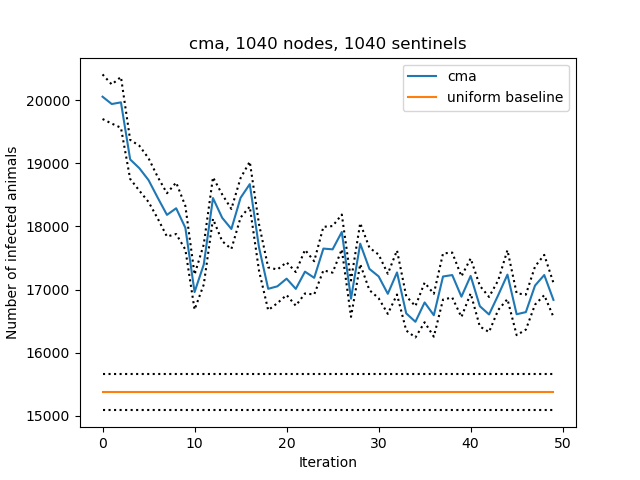 cma, 1040 nodes, 1040 sentinels
cma
uniform baseline
Number of infected animals
20000
19000
18000
17000
16000
15000
0 10 20 30 40 50
Iteration